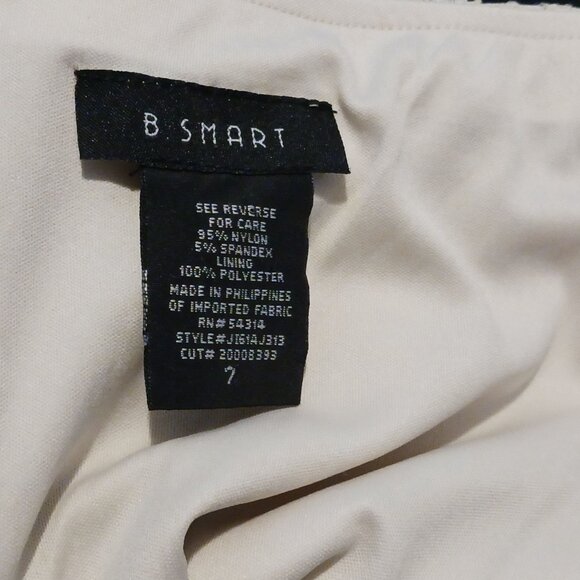 B. SMART
SEE REVERSE
FOR CARE
95% NYLON
5% SPANDEX
LINING
100% POLYESTER
MADE IN PHILIPPINES
OF IMPORTED FABRIC
RN# 54314
STYLE#JI61AJ313
CUT# 20008393
7